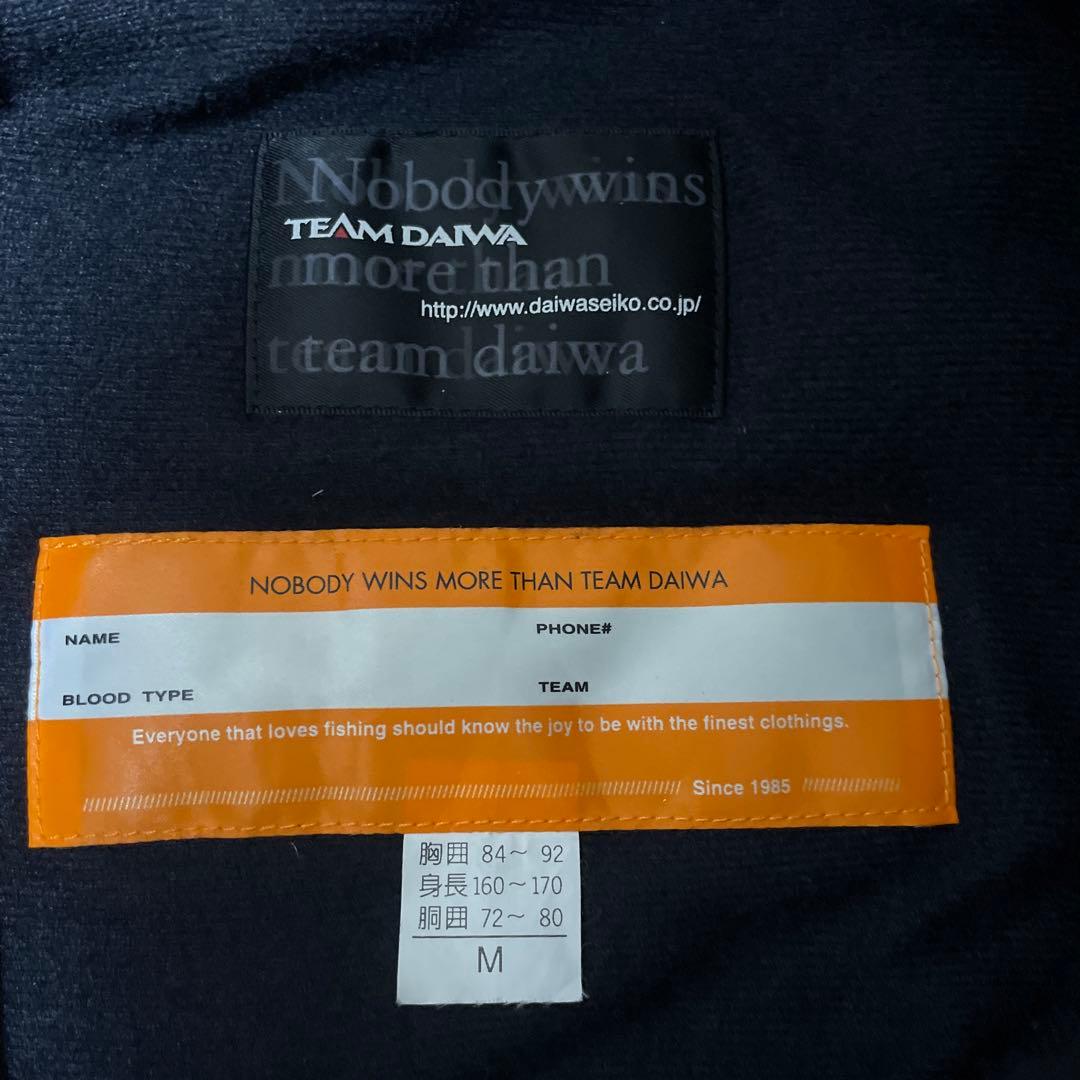 Nobody wins
TEAM DAIWA
more than
http://www.daiwaseiko.co.jp/
team daiwa
NOBODY WINS MORE THAN TEAM DAIWA
NAME PHONE#
BLOOD TYPE TEAM
Everyone that loves fishing should know the joy to be with the finest clothings.
Since 1985
胸囲 84～ 92
身長 160～170
胴囲 72～ 80
M